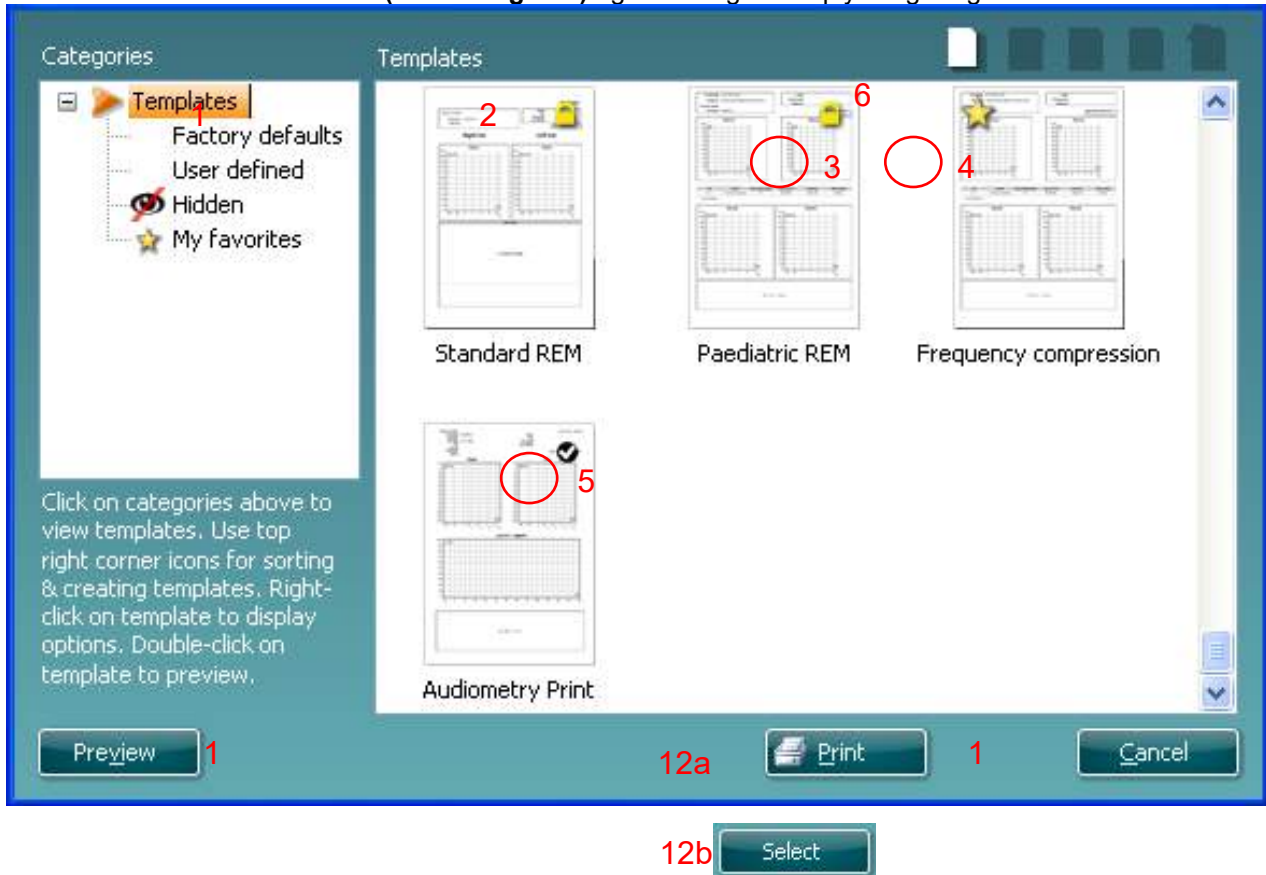 Categories
Templates
Templates
1
Factory defaults
User defined
Hidden
My favorites
2
6
3
4
Standard REM
Paediatric REM
Frequency compression
5
Audiometry Print
Click on categories above to
view templates. Use top
right corner icons for sorting
& creating templates. Right-
click on template to display
options. Double-click on
template to preview.
Preview
1
12a
Print
1
Cancel
12b
Select